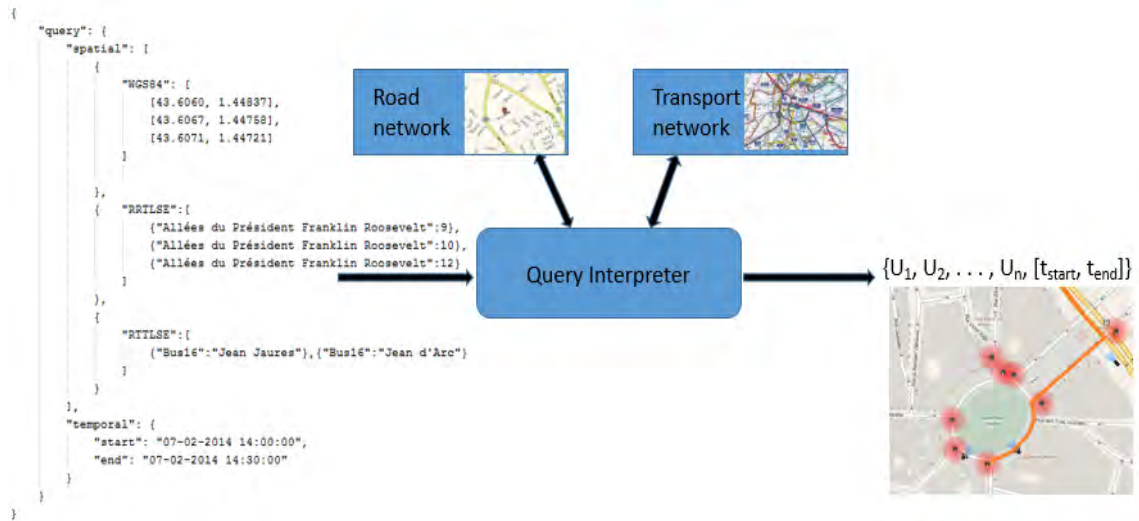 {
"query": {
"spatial": [
{
"WGS84": [
[43.6060, 1.44837],
[43.6067, 1.44758],
[43.6071, 1.44721]
]
},
{ "RRTLSE":[
{"Allées du Président Franklin Roosevelt":9},
{"Allées du Président Franklin Roosevelt":10},
{"Allées du Président Franklin Roosevelt":12}
]
},
{
"RTTLSE":[
{"Bus16":"Jean Jaures"},{"Bus16":"Jean d'Arc"}
]
}
],
"temporal": {
"start": "07-02-2014 14:00:00",
"end": "07-02-2014 14:30:00"
}
}
}
Road
network
Transport
network
Query Interpreter
{U1, U2, . . . , Un, [tstart, tend]}